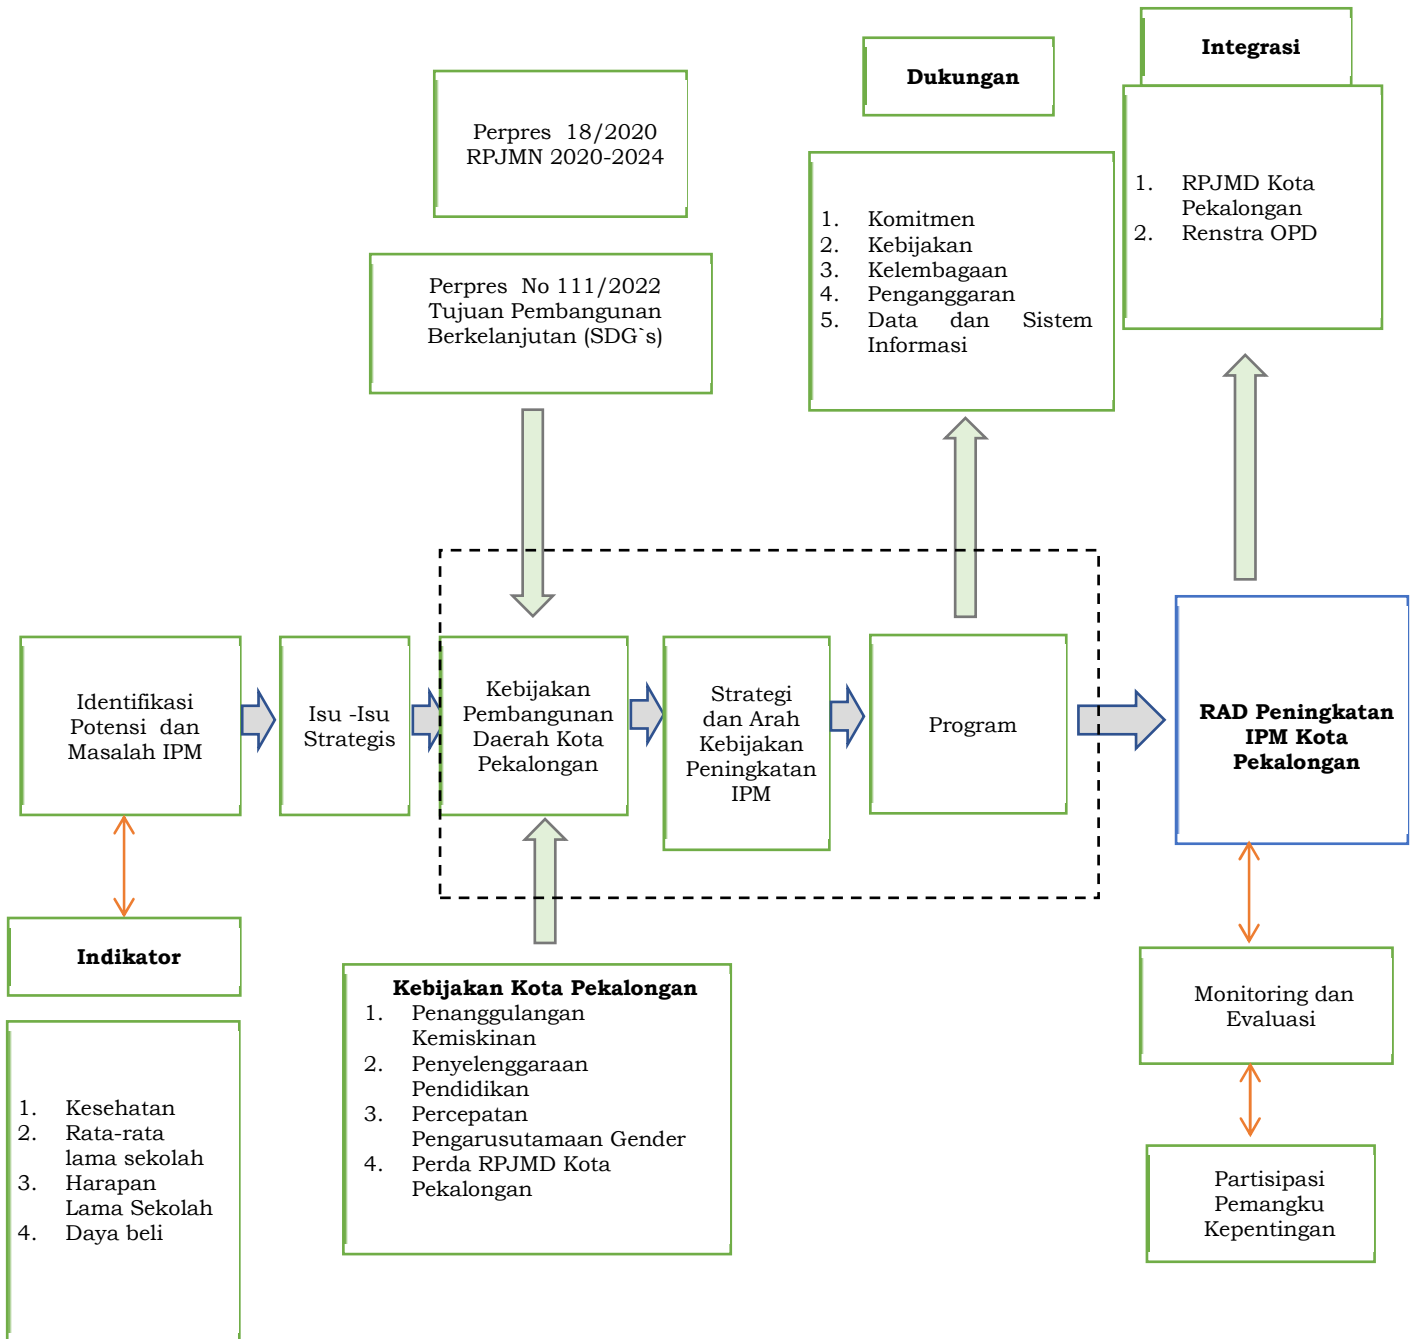 Integrasi
Dukungan
Perpres 18/2020
RPJMN 2020-2024
1. RPJMD Kota
Pekalongan
2. Renstra OPD
1. Komitmen
2. Kebijakan
3. Kelembagaan
4. Penganggaran
5. Data dan Sistem
Informasi
Perpres No 111/2022
Tujuan Pembangunan
Berkelanjutan (SDG`s)
Identifikasi
Potensi dan
Masalah IPM
Isu -Isu
Strategis
Kebijakan
Pembangunan
Daerah Kota
Pekalongan
Strategi
dan Arah
Kebijakan
Peningkatan
IPM
Program
RAD Peningkatan
IPM Kota
Pekalongan
Indikator
1. Kesehatan
2. Rata-rata
lama sekolah
3. Harapan
Lama Sekolah
4. Daya beli
Kebijakan Kota Pekalongan
1. Penanggulangan
Kemiskinan
2. Penyelenggaraan
Pendidikan
3. Percepatan
Pengarusutamaan Gender
4. Perda RPJMD Kota
Pekalongan
Monitoring dan
Evaluasi
Partisipasi
Pemangku
Kepentingan